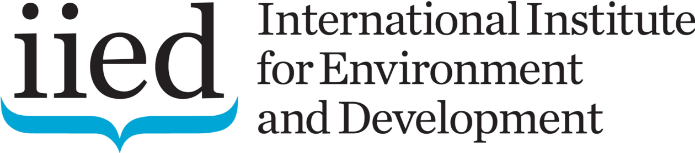 iied
International Institute
for Environment
and Development